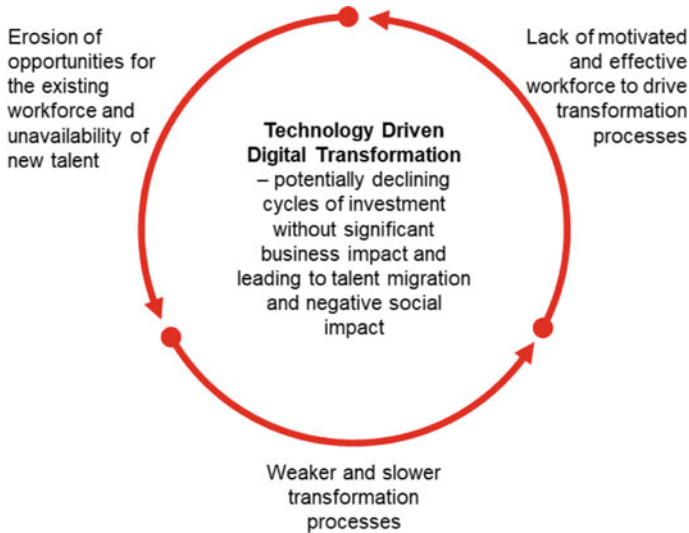 Erosion of
opportunities for
the existing
workforce and
unavailability of
new talent
Lack of motivated
and effective
workforce to drive
transformation
processes
Technology Driven
Digital Transformation
– potentially declining
cycles of investment
without significant
business impact and
leading to talent migration
and negative social
impact
Weaker and slower
transformation
processes